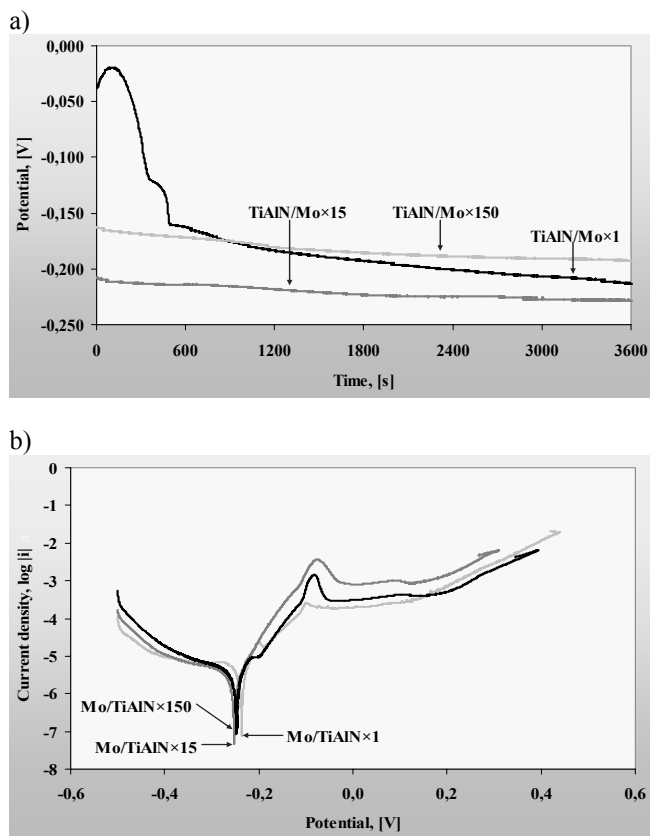 a)
0,000
-0,050
-0,100
-0,150
-0,200
-0,250
Potential, [V]
TiAlN/Mo×15
TiAlN/Mo×150
TiAlN/Mo×1
0
600
1200
1800
2400
3000
3600
Time, [s]
b)
0
-1
-2
-3
-4
-5
-6
-7
-8
Current density, log |i|
Mo/TiAlN×150
Mo/TiAlN×15
Mo/TiAlN×1
-0,6
-0,4
-0,2
0,0
0,2
0,4
0,6
Potential, [V]